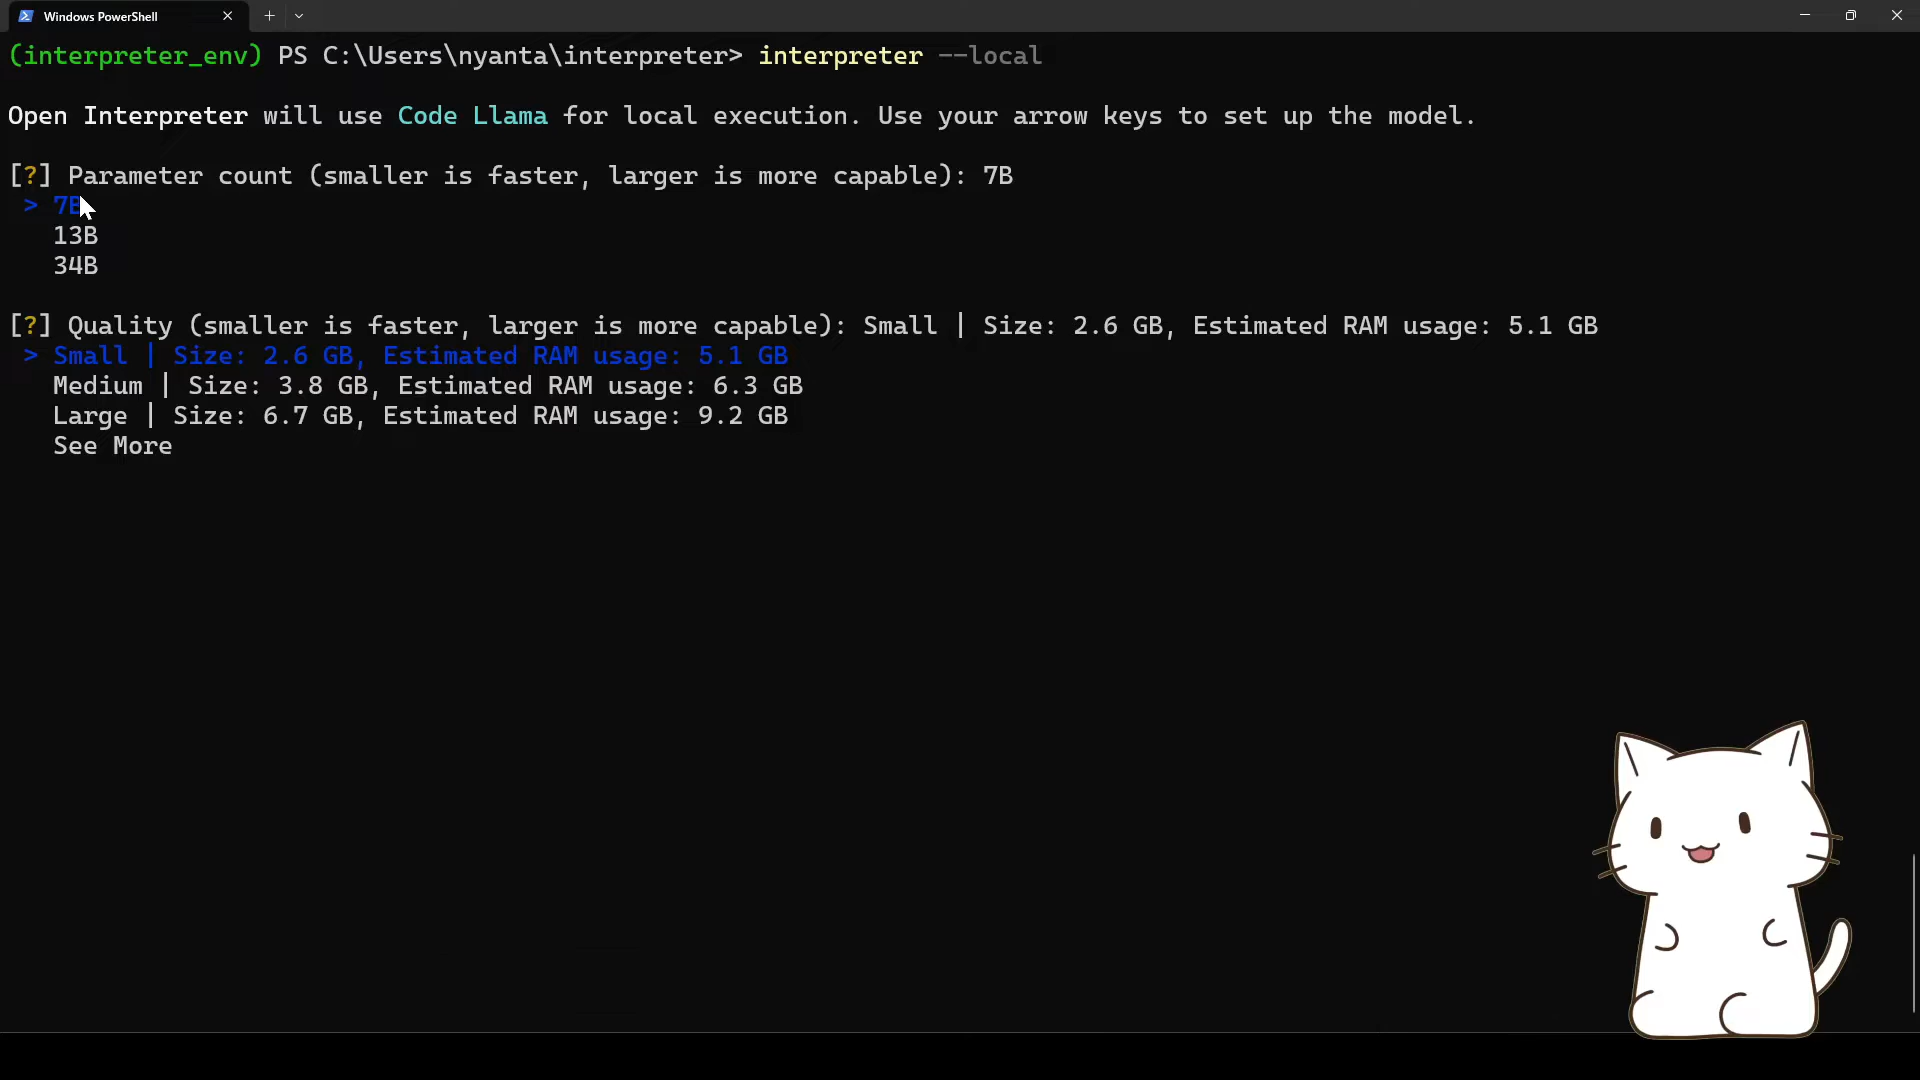 Windows PowerShell
(interpreter_env) PS C:\Users\nyanta\interpreter> interpreter --local
Open Interpreter will use Code Llama for local execution. Use your arrow keys to set up the model.
[?] Parameter count (smaller is faster, larger is more capable): 7B
> 7B
13B
34B
[?] Quality (smaller is faster, larger is more capable): Small | Size: 2.6 GB, Estimated RAM usage: 5.1 GB
> Small | Size: 2.6 GB, Estimated RAM usage: 5.1 GB
Medium | Size: 3.8 GB, Estimated RAM usage: 6.3 GB
Large | Size: 6.7 GB, Estimated RAM usage: 9.2 GB
See More